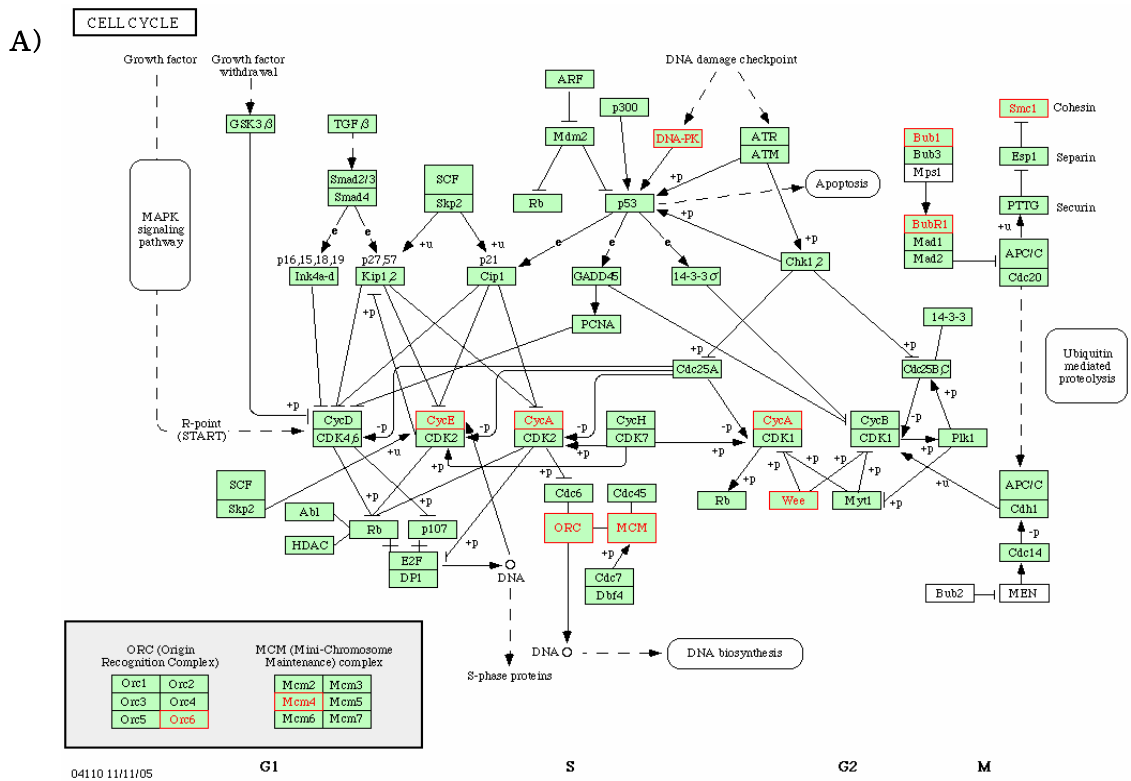 A)
CELL CYCLE
Growth factor
Growth factor
withdrawal
DNA damage checkpoint
GSK3β
TGFβ
ARF
p300
Mdm2
DNA-PK
ATR
ATM
Smc1
Cohesin
Bub1
Bub3
Mps1
Esp1
Separin
MAPK
signaling
pathway
Smad2/3
Smad4
SCF
Skp2
Rb
p53
Apoptosis
+p
+p
PTTG
Securin
BubR1
Mad1
Mad2
+u
APC/C
Cdc20
e
e
+u
+u
e
e
e
+p
p16,15,18,19
Ink4a-d
p27,57
Kip1,2
p21
Cip1
GADD45
14-3-3σ
Chk1,2
+p
PCNA
14-3-3
+p
Cdc25A
+p
Cdc25B,C
Ubiquitin
mediated
proteolysis
R-point
(START)
+p
CycD
CDK4,6
-p
CycE
CDK2
-p
CycA
CDK2
-p
CycH
CDK7
-p
CycA
CDK1
CycB
CDK1
-p
+p
Plk1
+p
+u
+p
+p
+p
+p
+p
+p
+p
+p
+u
SCF
Skp2
Abl
HDAC
Rb
p107
+p
E2F
DP1
DNA
Cdc6
Cdc45
ORC
MCM
+p
Cdc7
Dbf4
Rb
Wee
Myt1
APC/C
Cdh1
-p
Cdc14
Bub2
MEN
S-phase proteins
DNA
DNA biosynthesis
ORC (Origin
Recognition Complex)
MCM (Mini-Chromosome
Maintenance) complex
Orc1 Orc2
Orc3 Orc4
Orc5 Orc6
Mcm2 Mcm3
Mcm4 Mcm5
Mcm6 Mcm7
04110 11/11/05
G1
S
G2
M